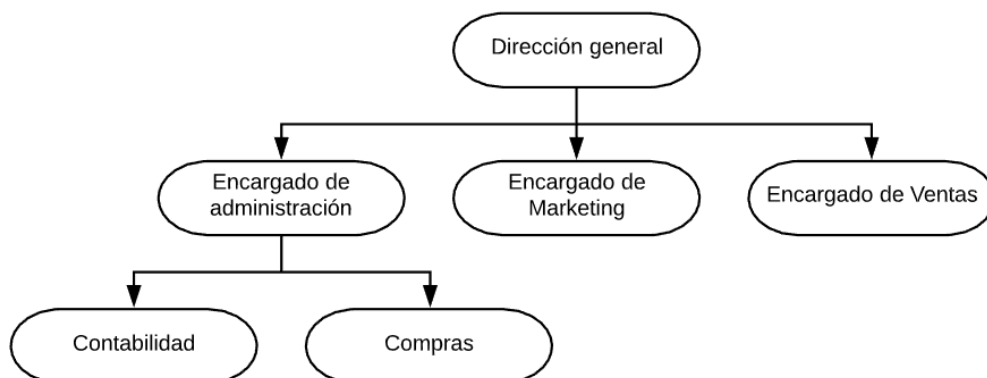 Dirección general
Encargado de
administración
Encargado de
Marketing
Encargado de Ventas
Contabilidad
Compras